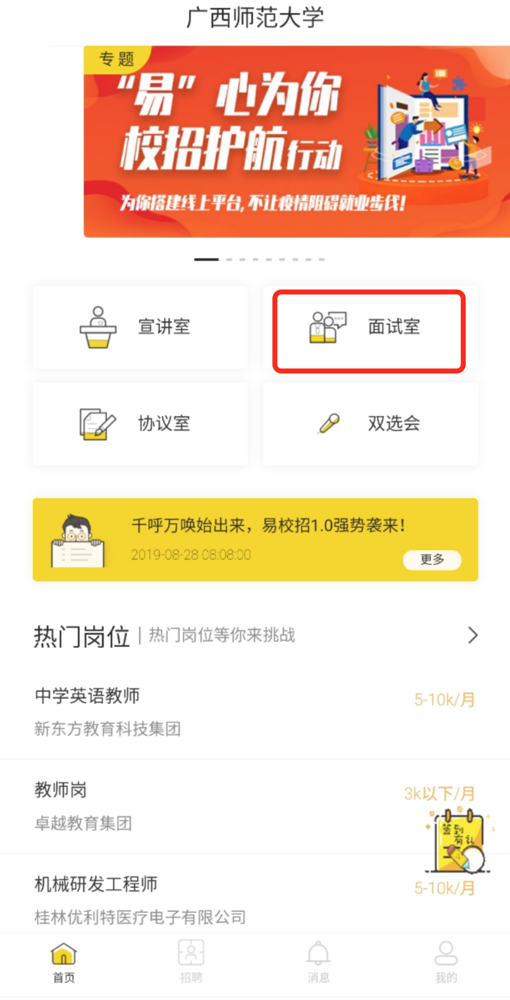 广西师范大学
专题
“易”心为你
校招护航行动
为你搭建线上平台,不让疫情阻碍就业步伐!
宣讲室
面试室
协议室
双选会
千呼万唤始出来，易校招1.0强势袭来！
2019-08-28 08:08:00
更多
热门岗位 | 热门岗位等你来挑战
中学英语教师
5-10k/月
新东方教育科技集团
教师岗
3k以下/月
卓越教育集团
签到
有礼
机械研发工程师
5-10k/月
桂林优利特医疗电子有限公司
首页
招聘
消息
我的